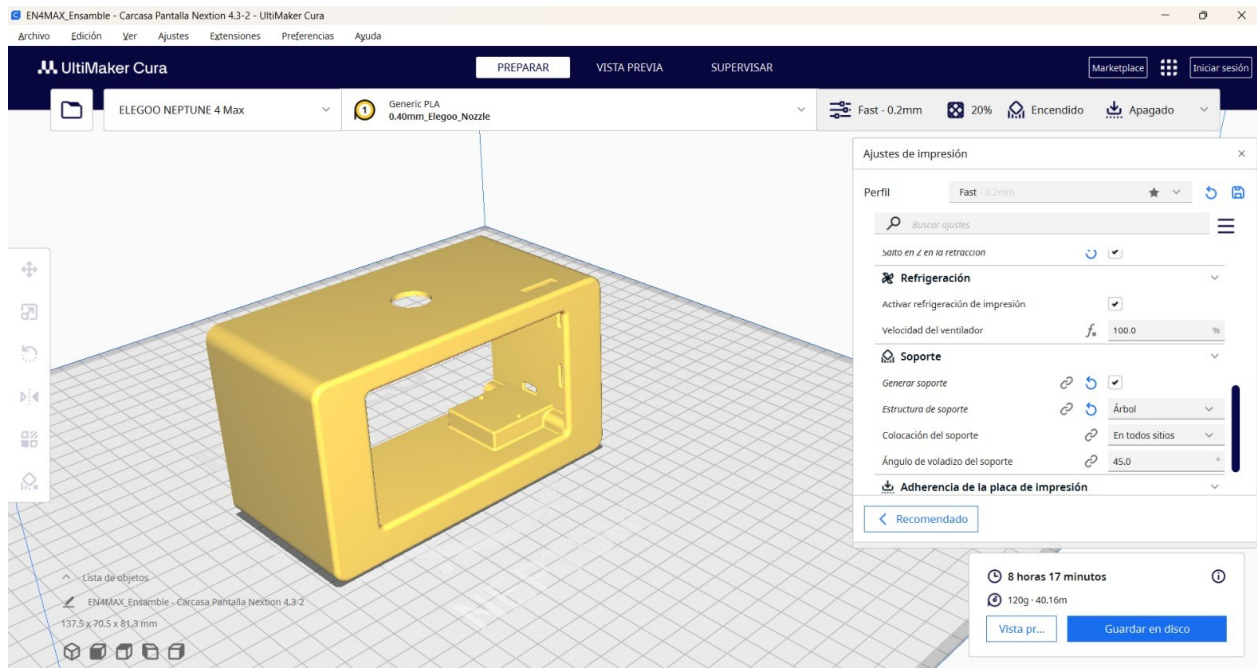 EN4MAX_Ensamble - Carcasa Pantalla Nextion 4.3-2 - UltiMaker Cura
Archivo Edición Ver Ajustes Extensiones Preferencias Ayuda
UltiMaker Cura PREPARAR VISTA PREVIA SUPERVISAR Marketplace Iniciar sesión
ELEGOO NEPTUNE 4 Max
1
Generic PLA
0.40mm_Elegoo_Nozzle
Fast - 0.2mm 20% Encendido Apagado
Ajustes de impresión
Perfil Fast - 0.2mm
Buscar ajustes
Salto en Z en la retracción
Refrigeración
Activar refrigeración de impresión
Velocidad del ventilador 100.0 %
Soporte
Generar soporte
Estructura de soporte Árbol
Colocación del soporte En todos sitios
Ángulo de voladizo del soporte 45.0 °
Adherencia de la placa de impresión
Recomendado
Lista de objetos
EN4MAX_Ensamble - Carcasa Pantalla Nextion 4.3-2
137.5 x 70.5 x 81.3 mm
8 horas 17 minutos
120g · 40.16m
Vista pr... Guardar en disco